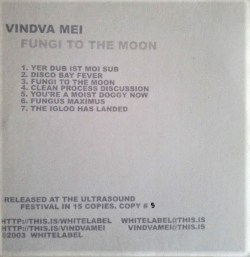 VINDVA MEI
FUNGI TO THE MOON
1. YER DUB IST MOI SUB
2. DISCO BAY FEVER
3. FUNGI TO THE MOON
4. CLEAN PROCESS DISCUSSION
5. YOU'RE A MOIST DOGGY NOW
6. FUNGUS MAXIMUS
7. THE IGLOO HAS LANDED
RELEASED AT THE ULTRASOUND
FESTIVAL IN 15 COPIES. COPY # 5
HTTP://THIS.IS/WHITELABEL WHITELABEL@THIS.IS
HTTP://THIS.IS/VINDVAMEI VINDVAMEI@THIS.IS
©2003 WHITELABEL